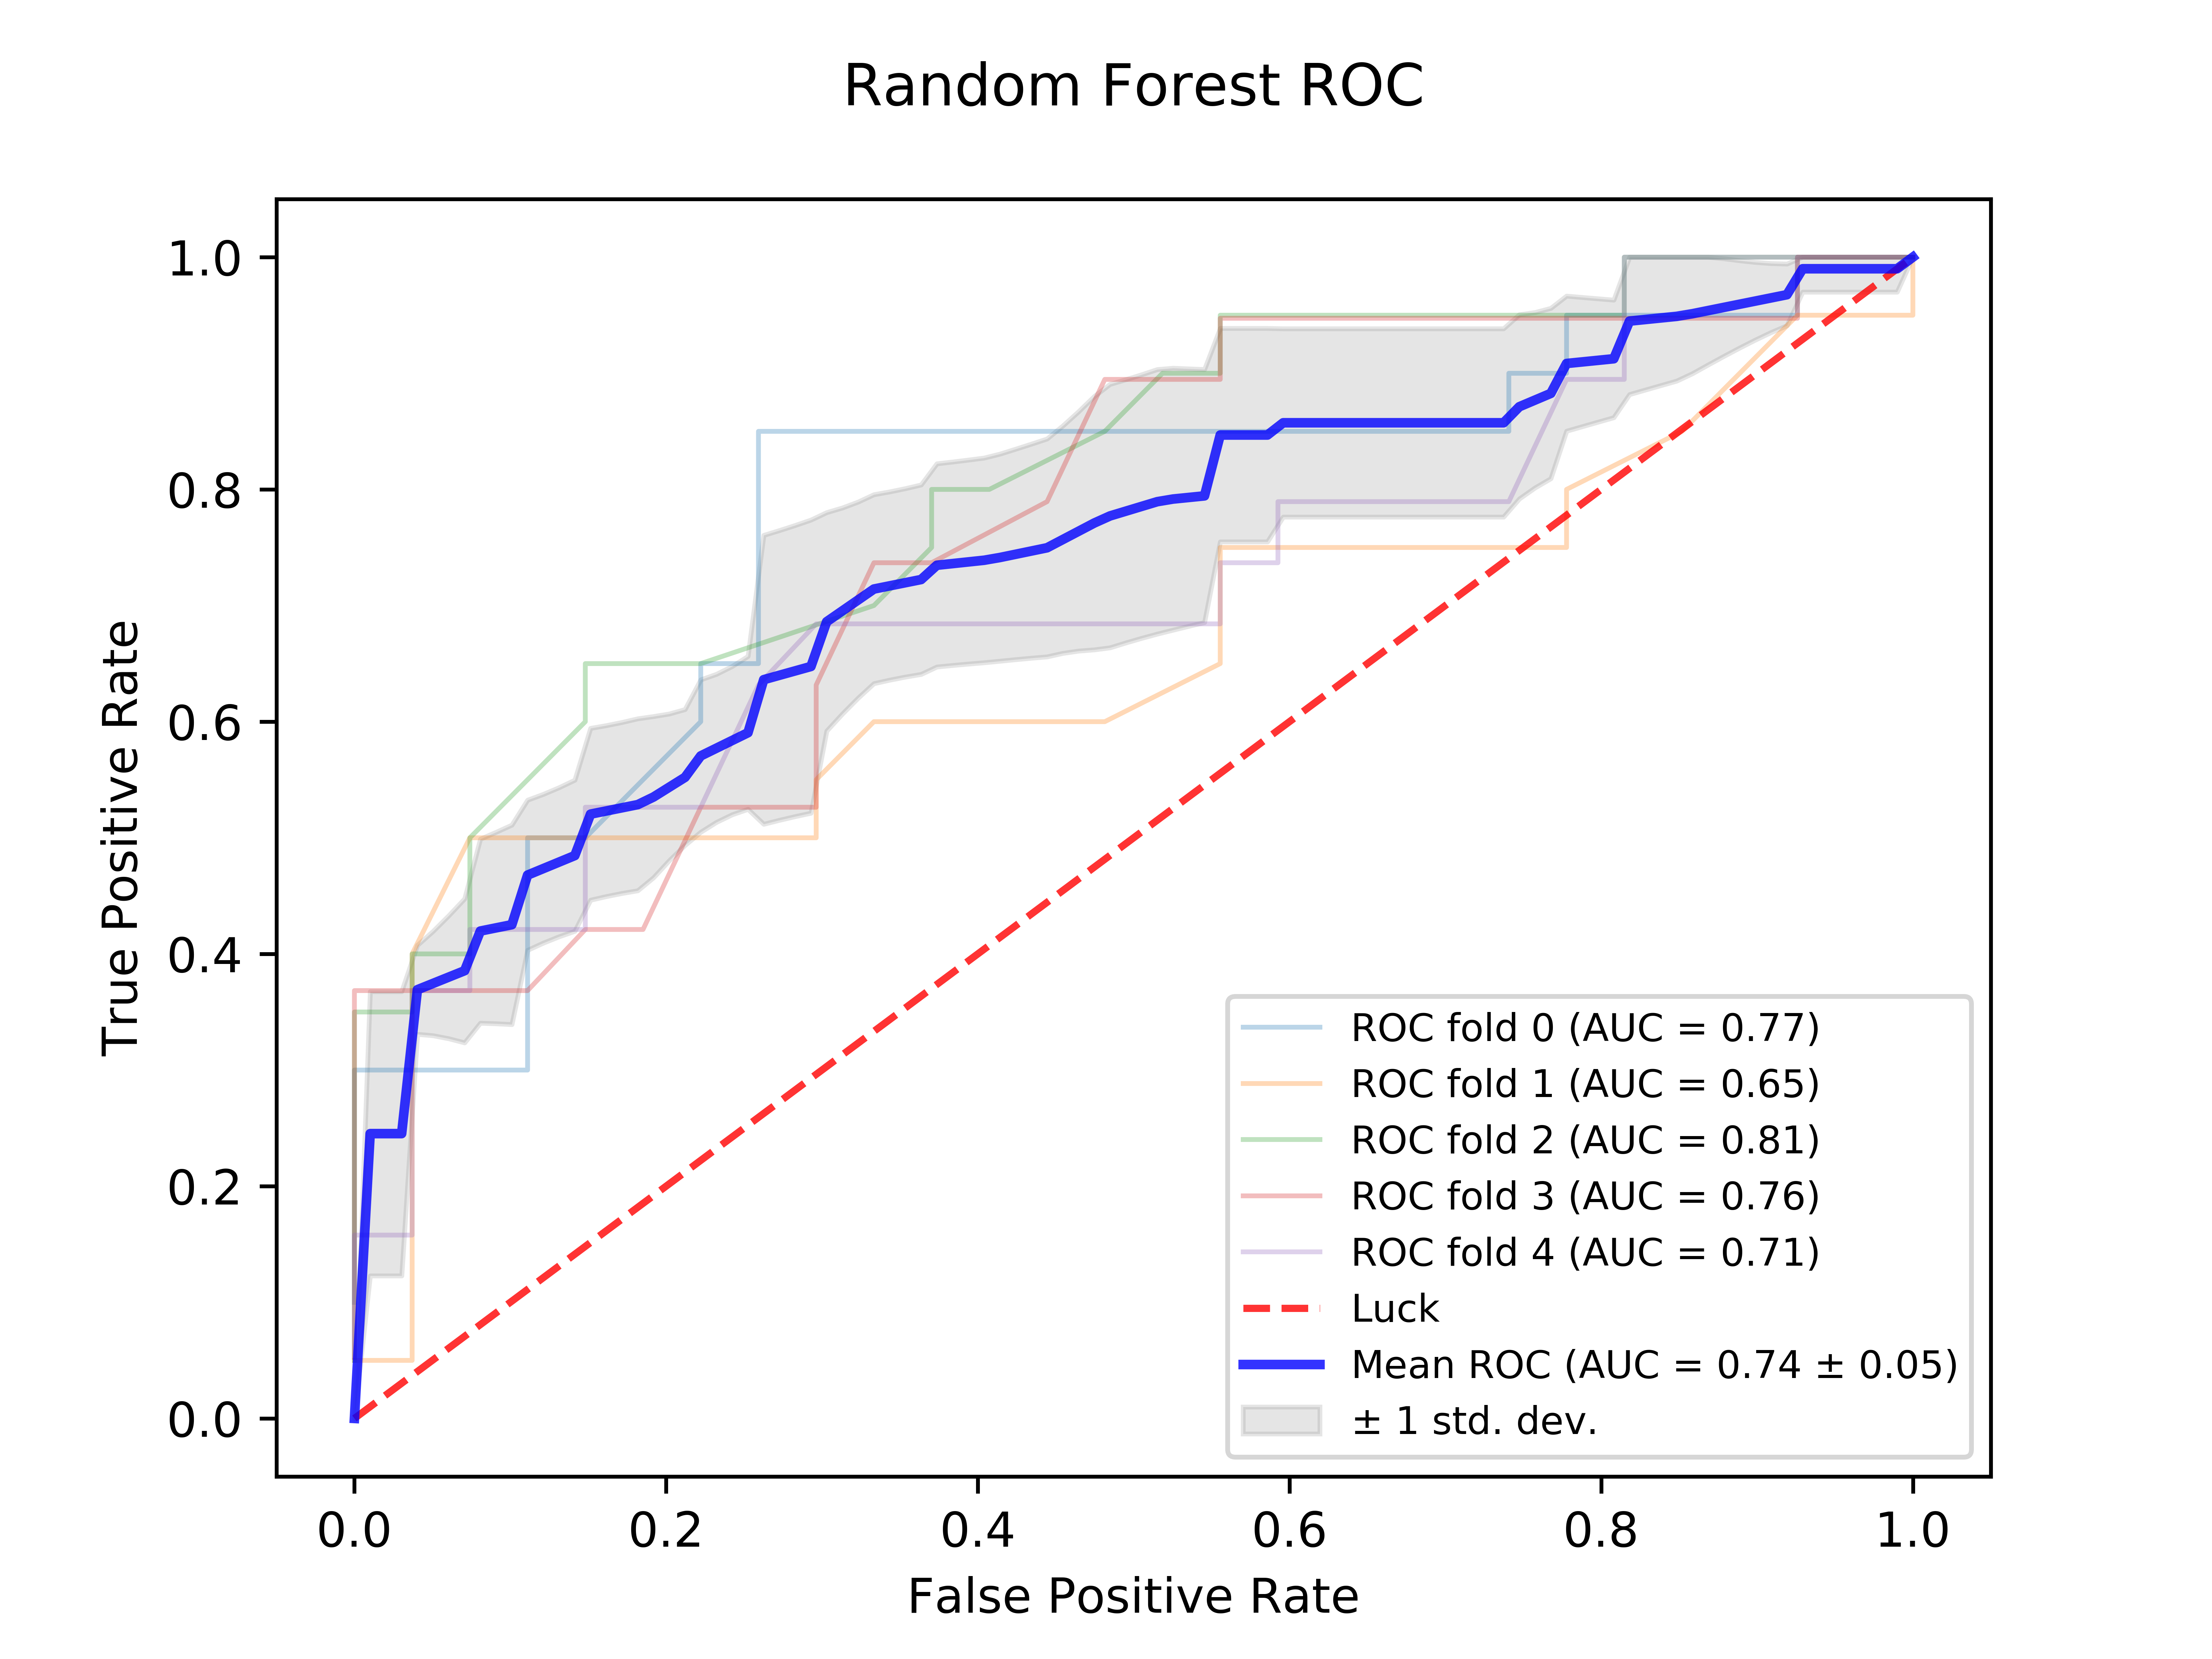 Random Forest ROC
1.0
0.8
0.6
0.4
0.2
0.0
True Positive Rate
ROC fold 0 (AUC = 0.77)
ROC fold 1 (AUC = 0.65)
ROC fold 2 (AUC = 0.81)
ROC fold 3 (AUC = 0.76)
ROC fold 4 (AUC = 0.71)
Luck
Mean ROC (AUC = 0.74 ± 0.05)
± 1 std. dev.
0.0 0.2 0.4 0.6 0.8 1.0
False Positive Rate